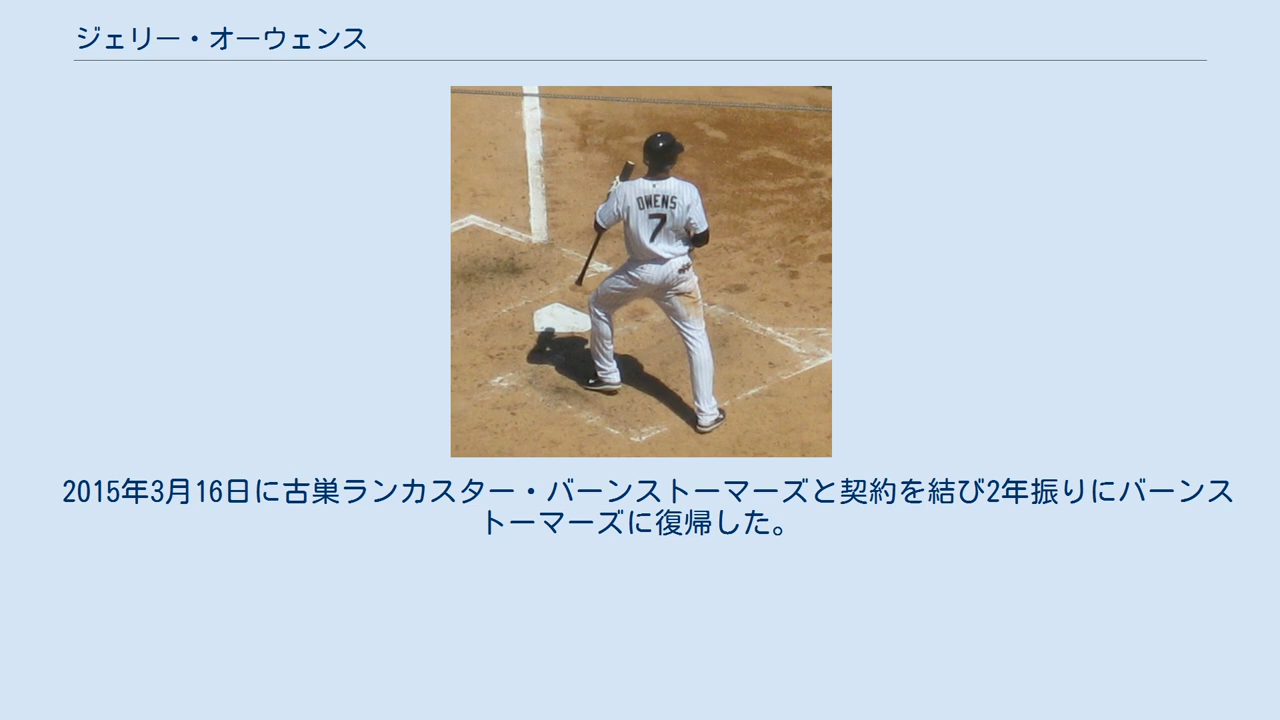 ジェリー・オーウェンス
OWENS
7
2015年3月16日に古巣ランカスター・バーンストーマーズと契約を結び2年振りにバーンス
トーマーズに復帰した。